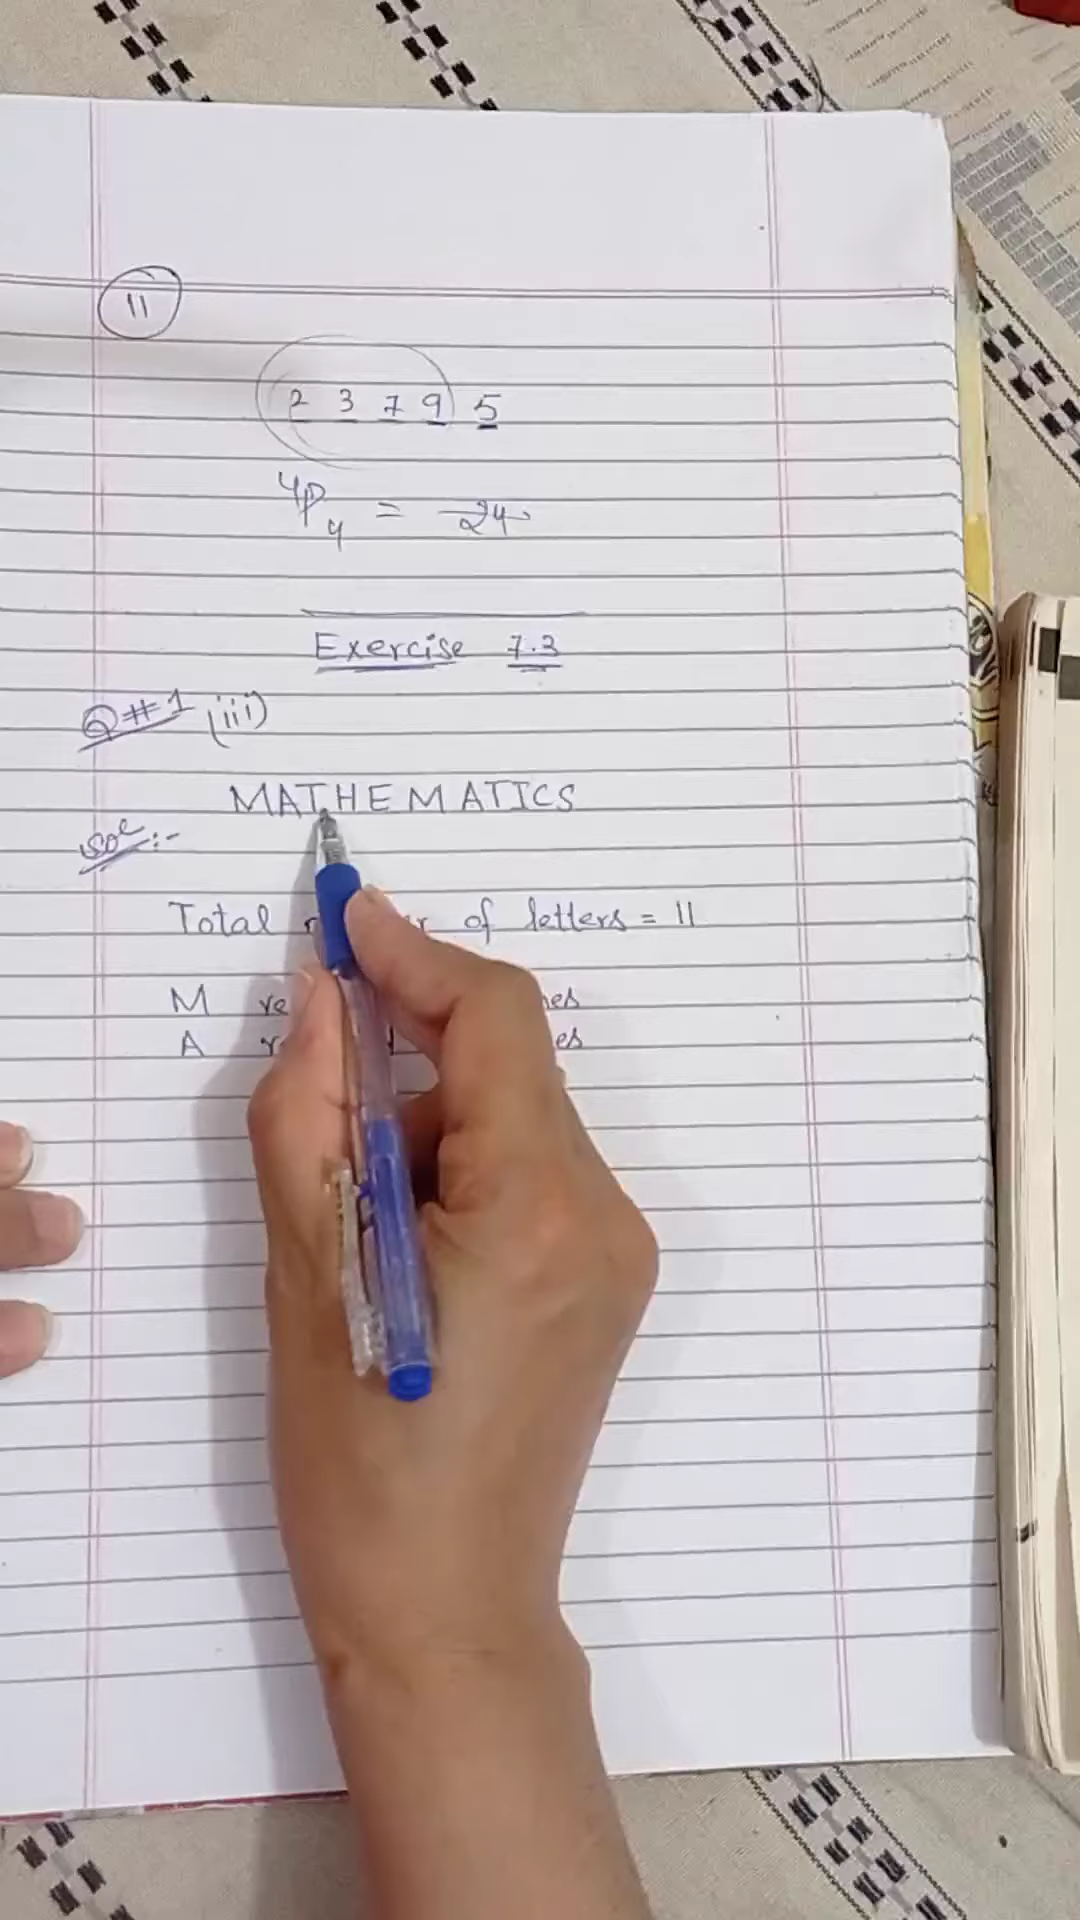 11
2 3 7 9 5
4P4 = 24
Exercise 7.3
Q#1 (iii)
MATHEMATICS
Sol:-
Total of letters = 11
M
A